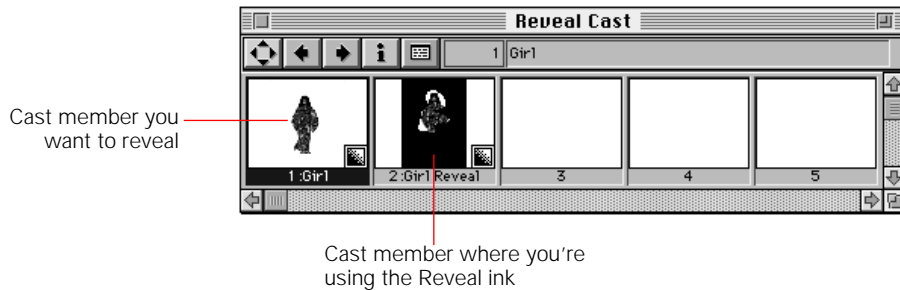 Reveal Cast
1 Girl
Cast member you
want to reveal
1 :Girl
2 :Girl Reveal
3
4
5
Cast member where you're
using the Reveal ink